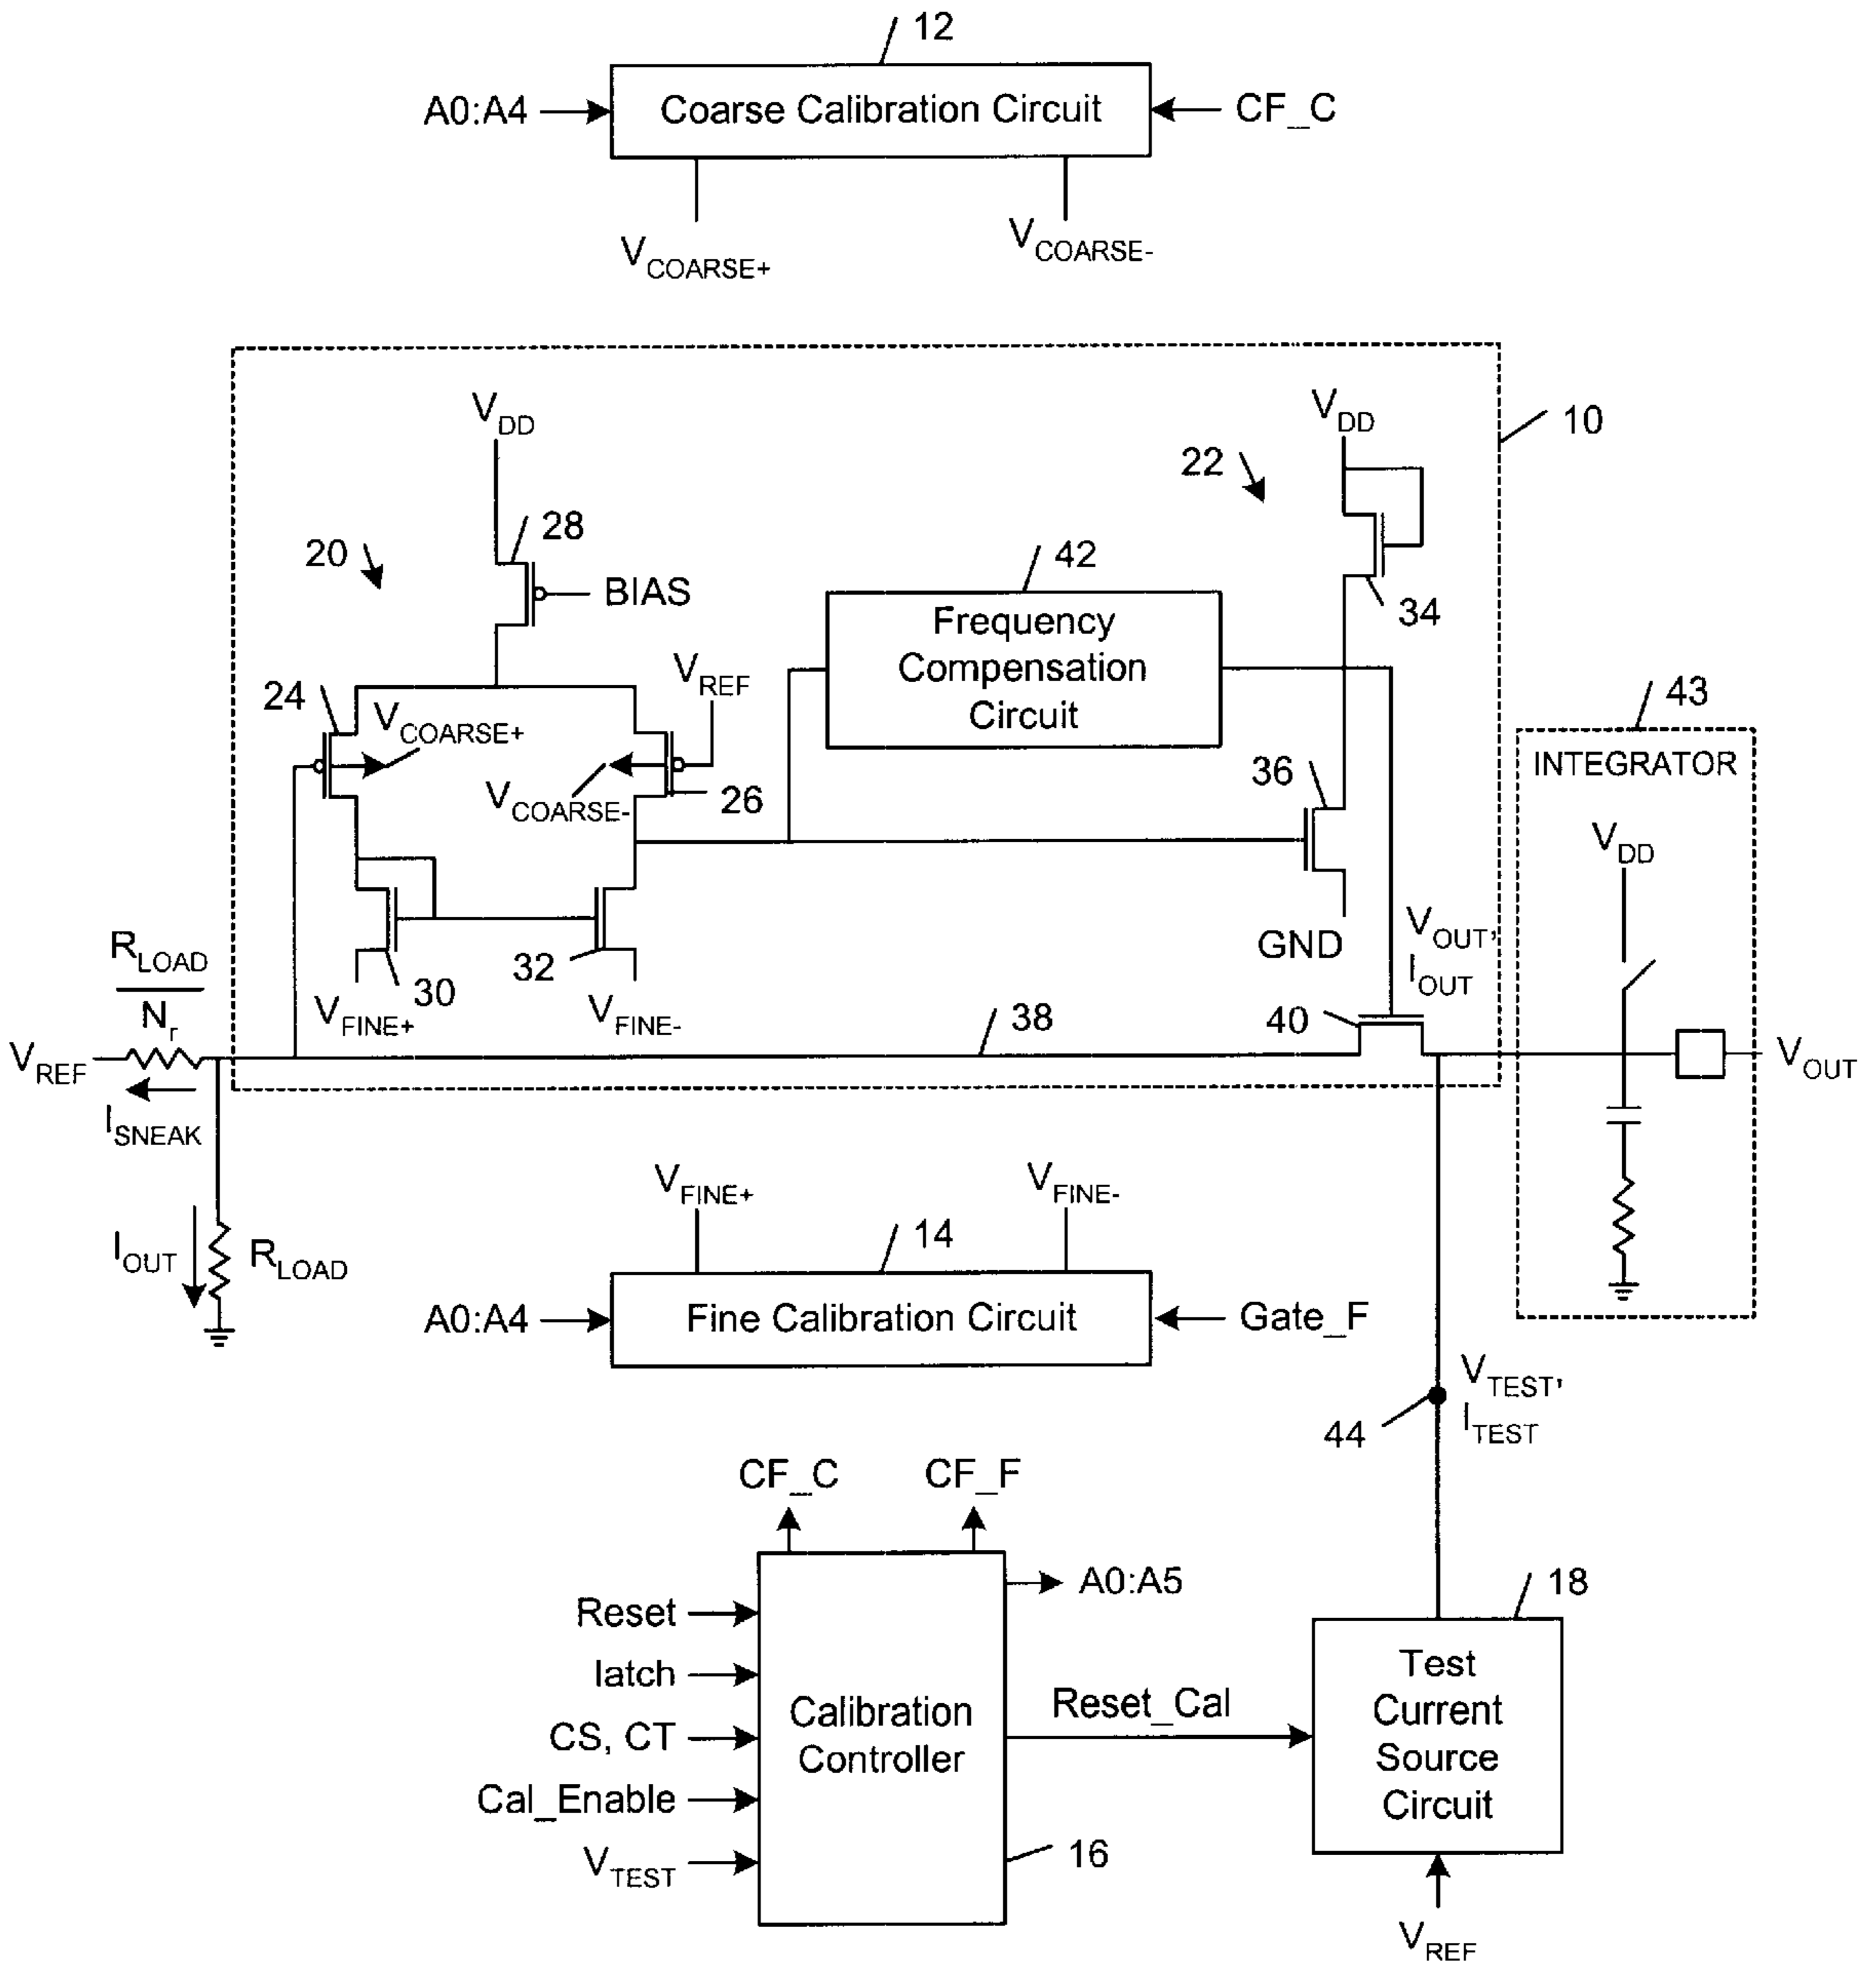 12
A0:A4
Coarse Calibration Circuit
CF_C
VCOARSE+
VCOARSE-
10
VDD
VDD
22
28
20
BIAS
42
34
Frequency
Compensation
Circuit
VREF
24
VCOARSE+
43
INTEGRATOR
36
VCOARSE-
26
VDD
VOUT,
IOUT
GND
RLOAD
Nr
30
32
VFINE+
VFINE-
38
40
VREF
VOUT
ISNEAK
VFINE+
VFINE-
14
IOUT
RLOAD
A0:A4
Fine Calibration Circuit
Gate_F
VTEST,
ITEST
44
CF_C
CF_F
A0:A5
18
Reset
latch
CS, CT
Cal_Enable
VTEST
Calibration
Controller
Reset_Cal
Test
Current
Source
Circuit
16
VREF